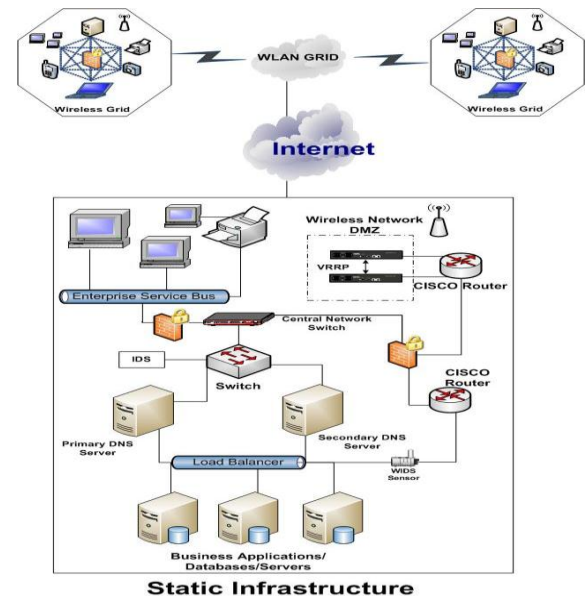 WLAN GRID
Wireless Grid
Wireless Grid
Internet
Wireless Network
DMZ
VRRP
CISCO Router
Enterprise Service Bus
Central Network
Switch
IDS
Switch
CISCO
Router
Primary DNS
Server
Secondary DNS
Server
Load Balancer
WIDS
Sensor
Business Applications/
Databases/Servers
Static Infrastructure